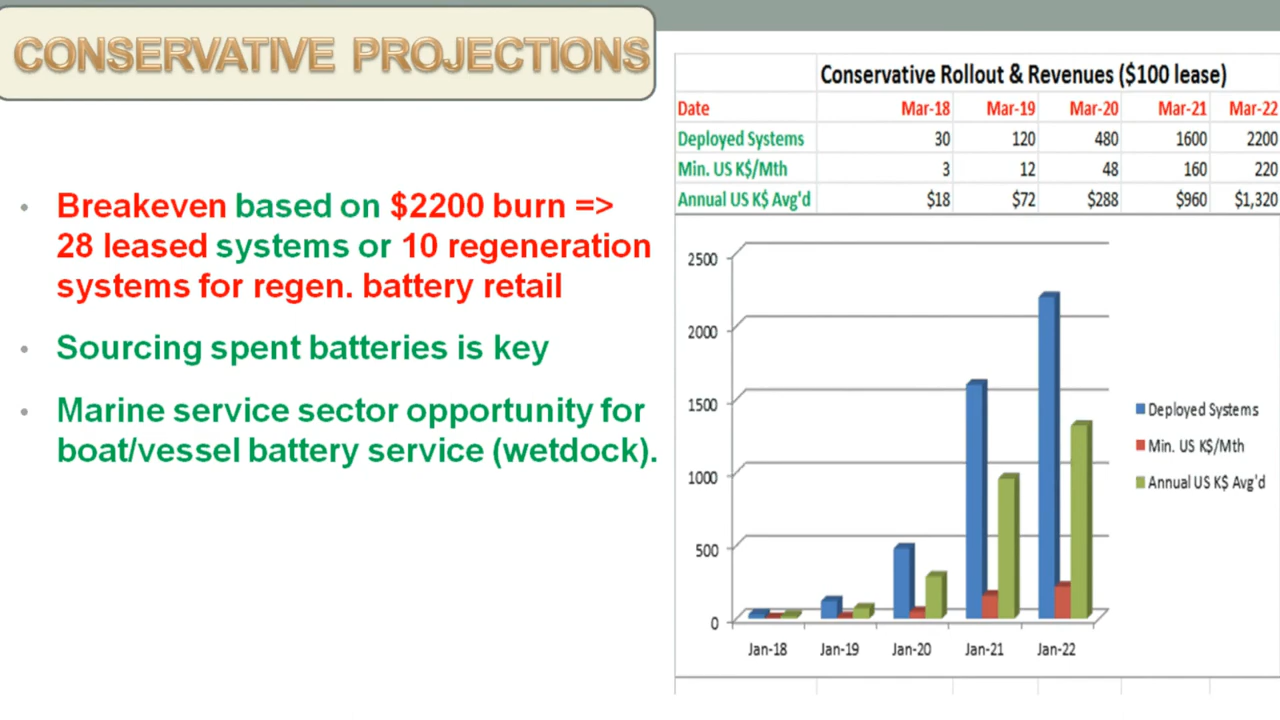 CONSERVATIVE PROJECTIONS
• Breakeven based on $2200 burn =>
28 leased systems or 10 regeneration
systems for regen. battery retail
• Sourcing spent batteries is key
• Marine service sector opportunity for
boat/vessel battery service (wetdock).
Conservative Rollout & Revenues ($100 lease)
Date Mar-18 Mar-19 Mar-20 Mar-21 Mar-22
Deployed Systems 30 120 480 1600 2200
Min. US K$/Mth 3 12 48 160 220
Annual US K$ Avg'd $18 $72 $288 $960 $1,320
2500
2000
1500
1000
500
0
Jan-18 Jan-19 Jan-20 Jan-21 Jan-22
Deployed Systems
Min. US K$/Mth
Annual US K$ Avg'd